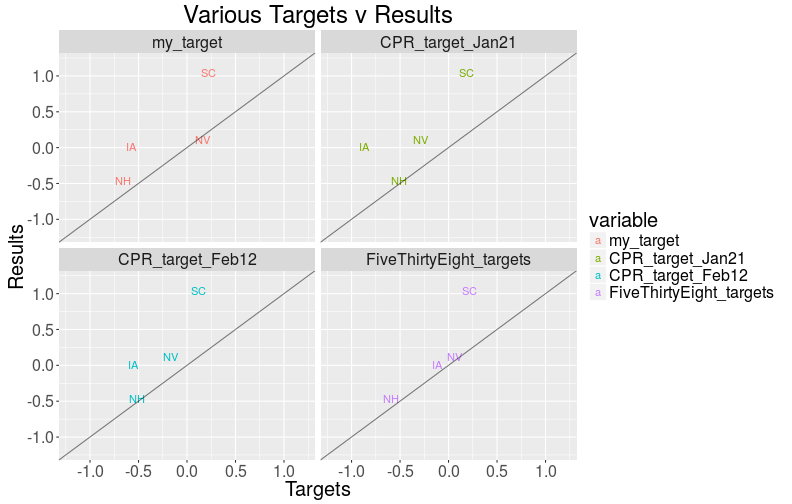 Various Targets v Results
my_target
CPR_target_Jan21
1.0
0.5
0.0
-0.5
-1.0
SC
NV
IA
NH
SC
NV
IA
NH
CPR_target_Feb12
FiveThirtyEight_targets
1.0
0.5
0.0
-0.5
-1.0
SC
NV
IA
NH
SC
NV
IA
NH
-1.0 -0.5 0.0 0.5 1.0
-1.0 -0.5 0.0 0.5 1.0
Targets
Results
variable
a my_target
a CPR_target_Jan21
a CPR_target_Feb12
a FiveThirtyEight_targets